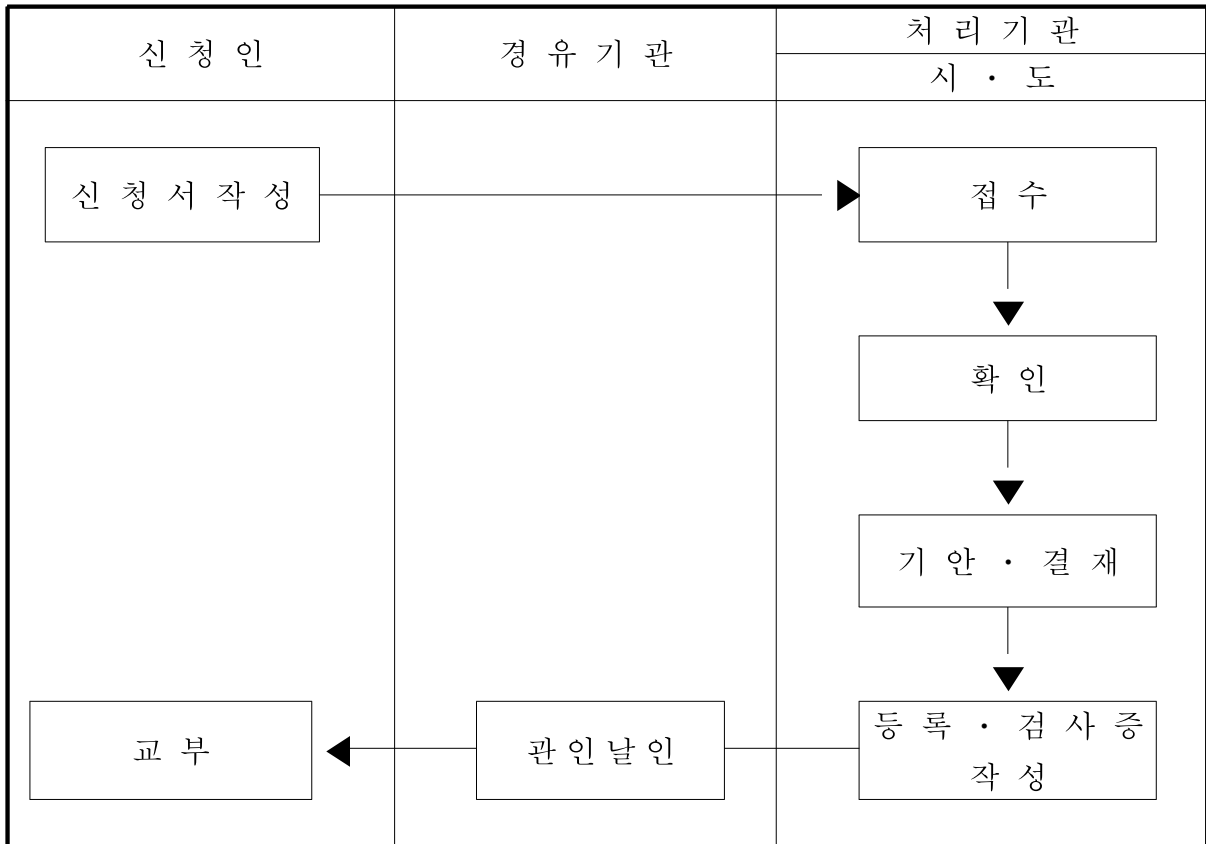 신 청 인
경 유 기 관
처 리 기 관
시 · 도
신 청 서 작 성
접 수
확 인
기 안 · 결 재
등 록 · 검 사 증
작 성
관 인 날 인
교 부